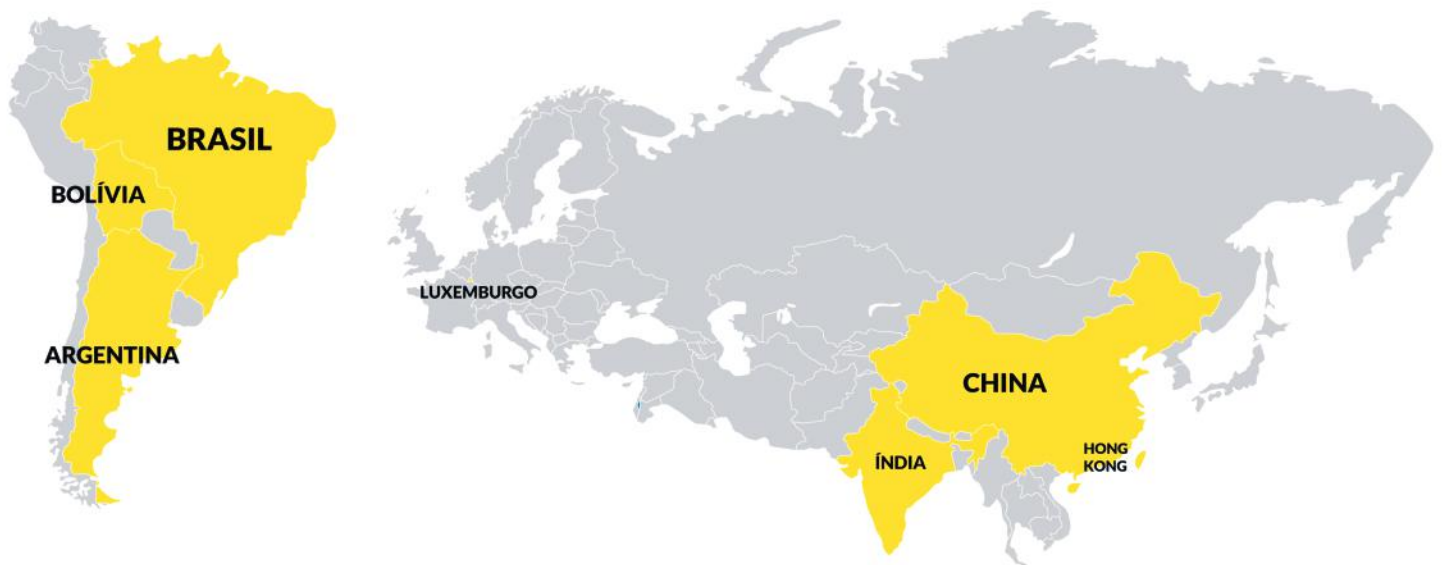 BRASIL
BOLÍVIA
ARGENTINA
LUXEMBURGO
CHINA
ÍNDIA
HONG
KONG